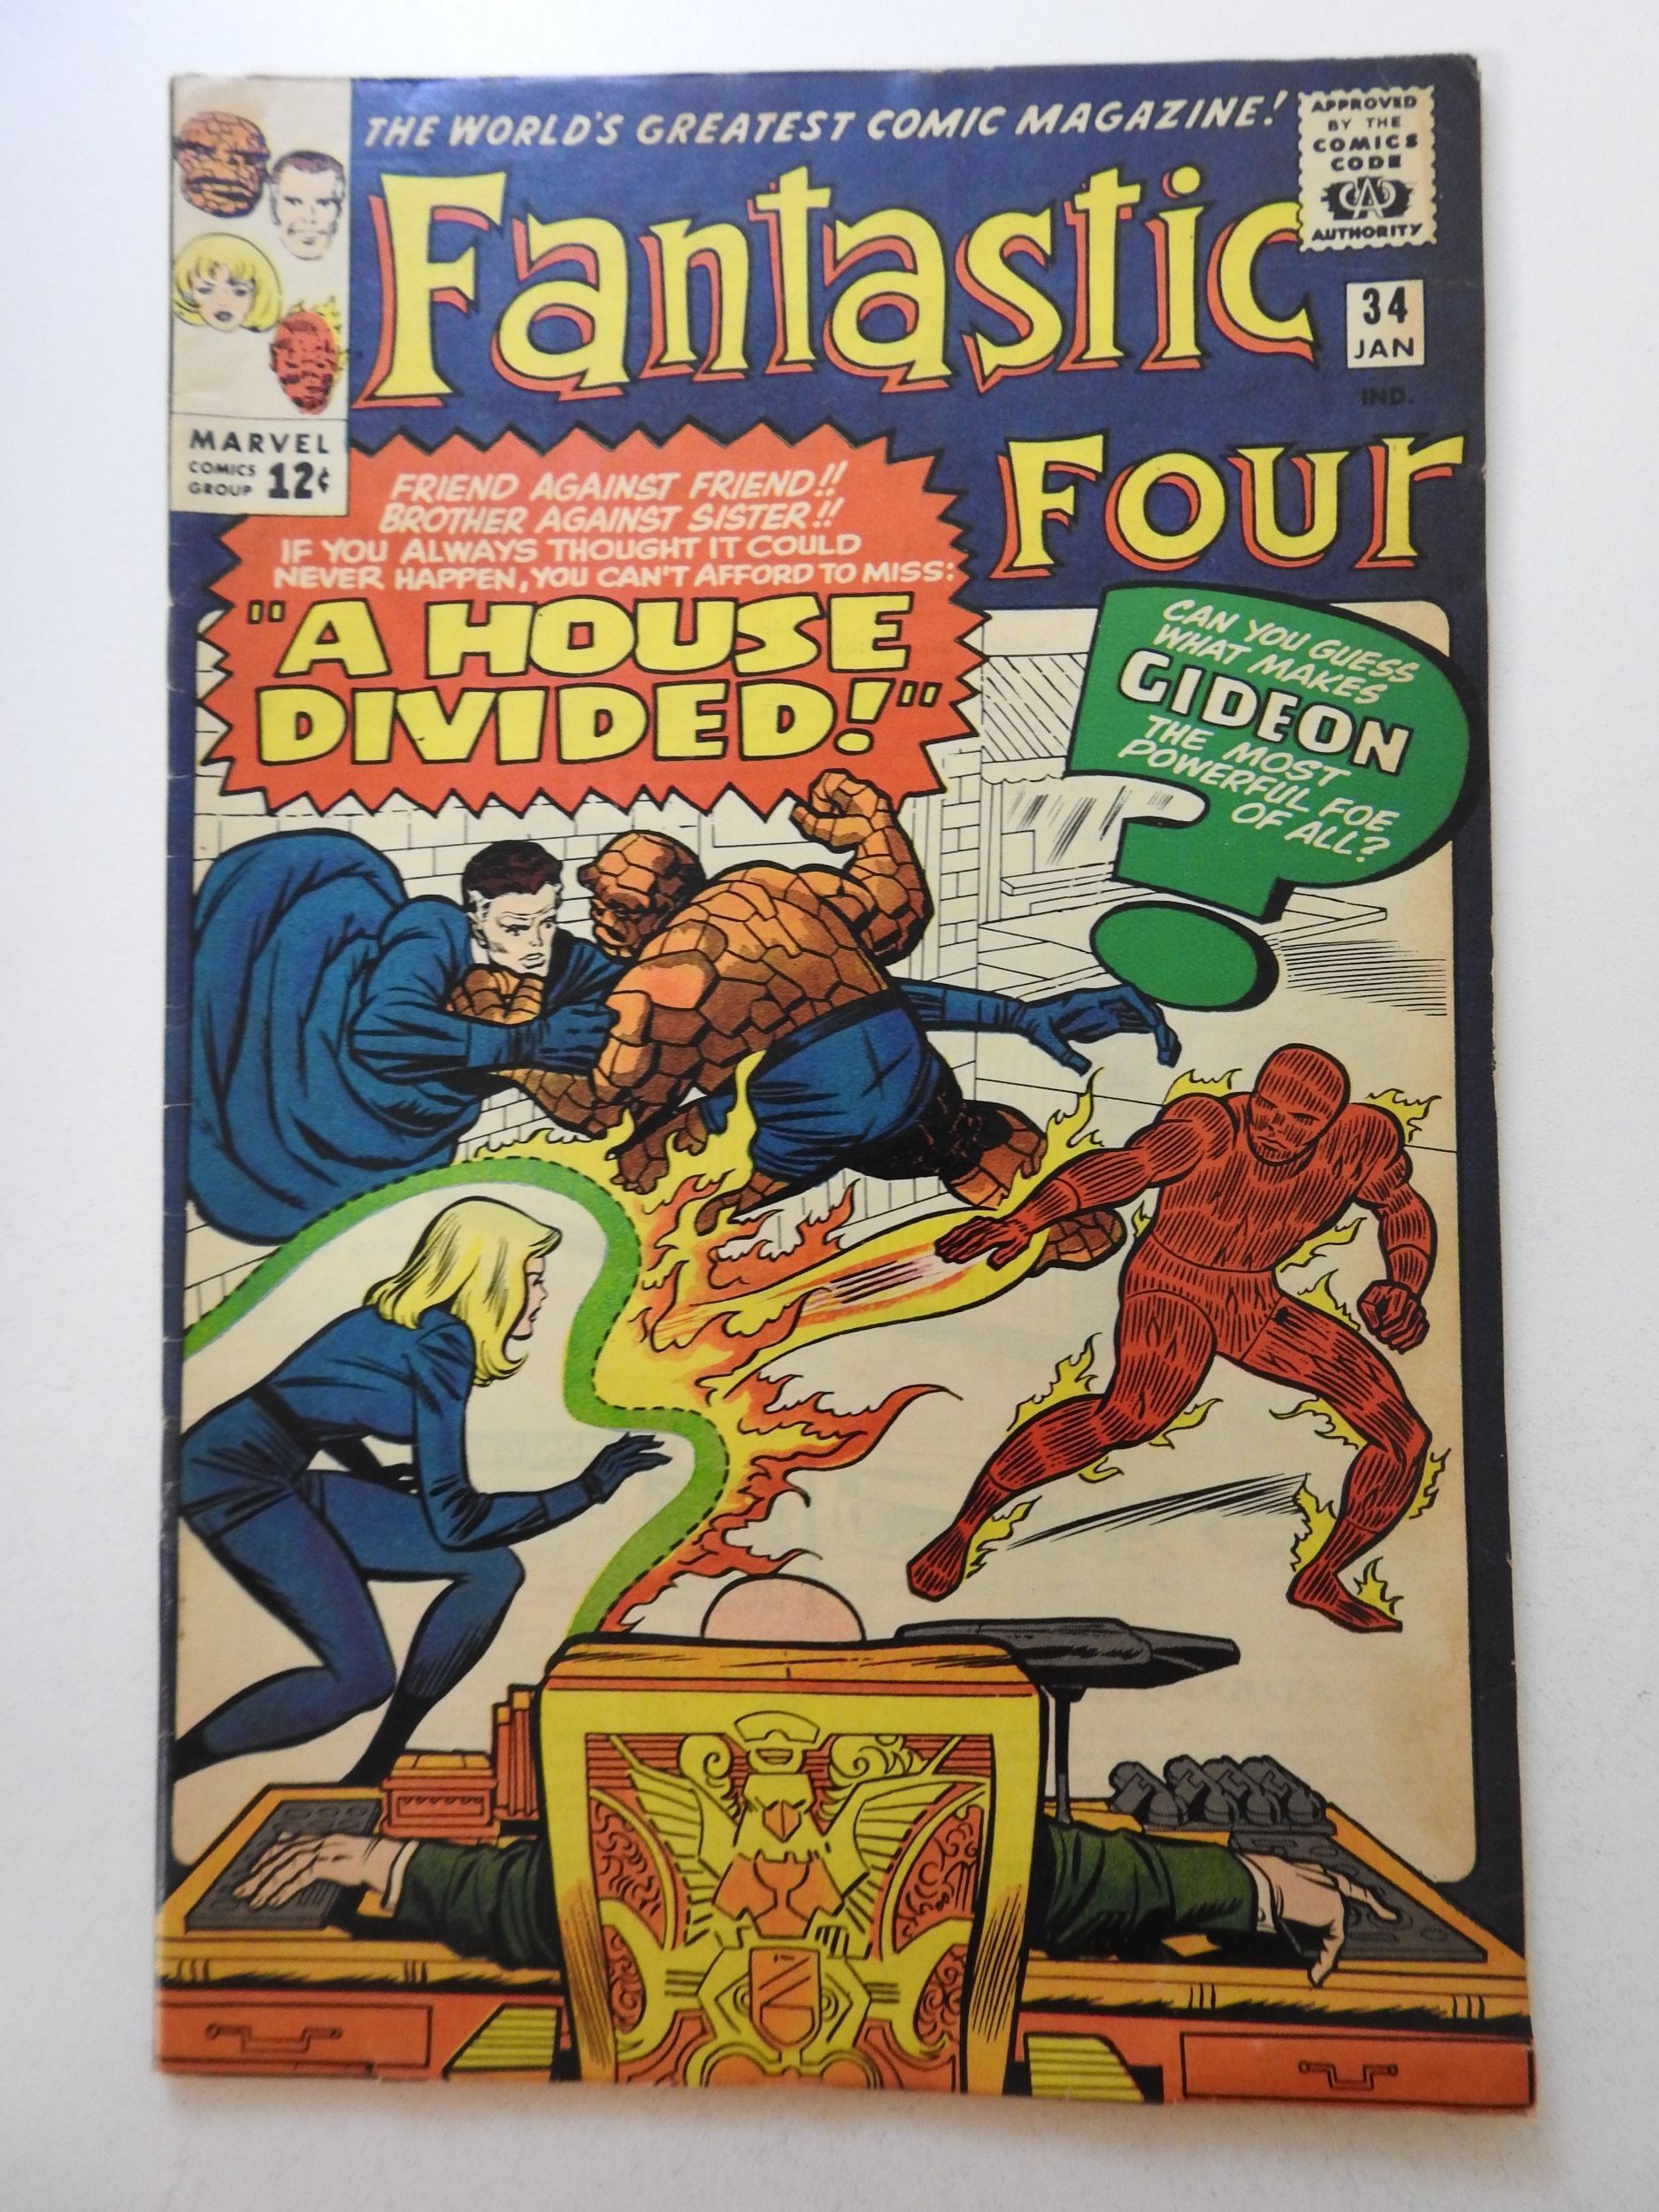 THE WORLD'S GREATEST COMIC MAGAZINE!
APPROVED
BY THE
COMICS
CODE
CA
AUTHORITY
Fantastic
Four
34
JAN
IND.
MARVEL
COMICS
GROUP 12¢
FRIEND AGAINST FRIEND!!
BROTHER AGAINST SISTER!!
IF YOU ALWAYS THOUGHT IT COULD
NEVER HAPPEN, YOU CAN'T AFFORD TO MISS:
"A HOUSE
DIVIDED!"
CAN YOU GUESS
WHAT MAKES
GIDEON
THE MOST
POWERFUL FOE
OF ALL?